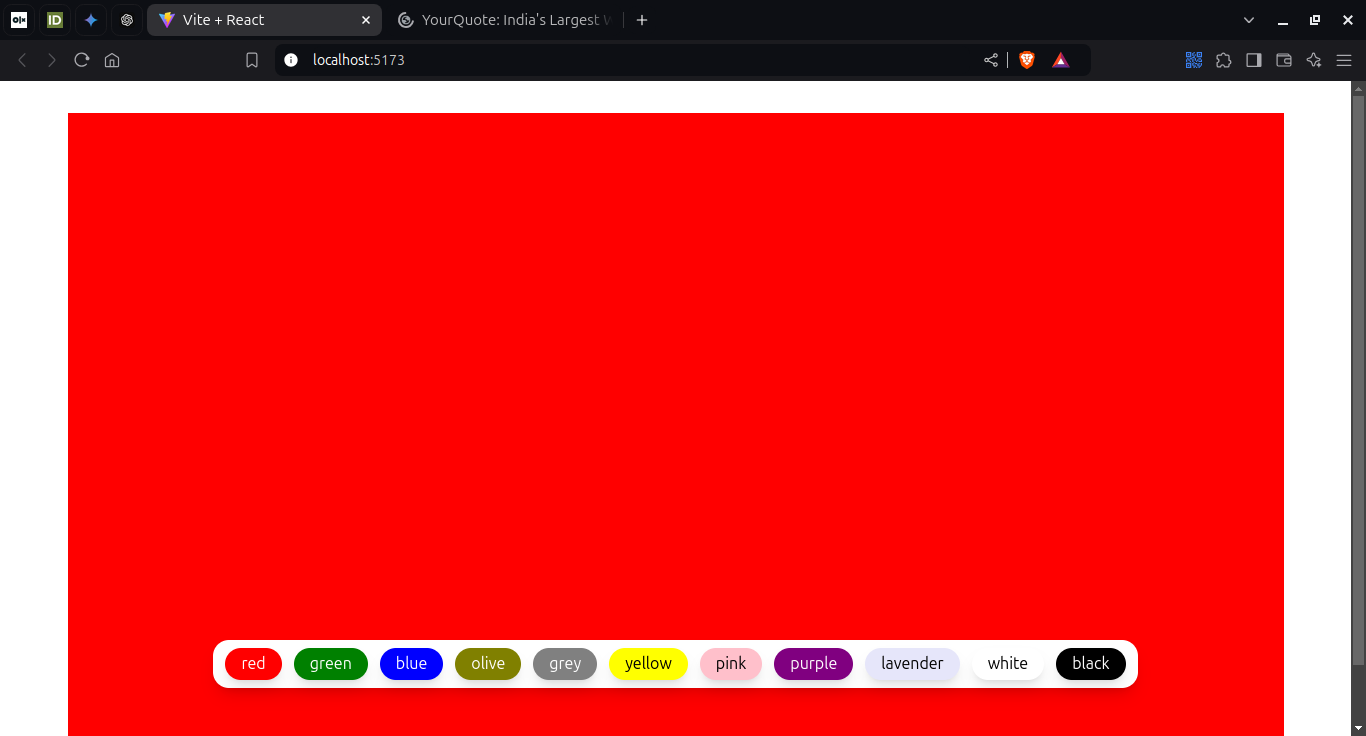 OLX ID Vite + React YourQuote: India's Largest W
localhost:5173
red green blue olive grey yellow pink purple lavender white black